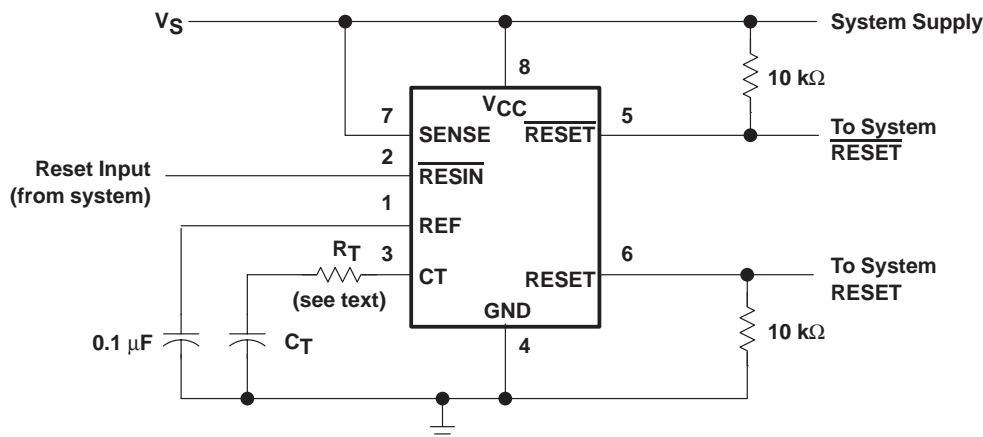 VS
System Supply
8
10 kΩ
VCC
7
SENSE
RESET
5
To System
RESET
2
Reset Input
(from system)
RESIN
1
REF
RT
3
CT
(see text)
RESET
6
To System
RESET
GND
4
0.1 μF
CT
10 kΩ